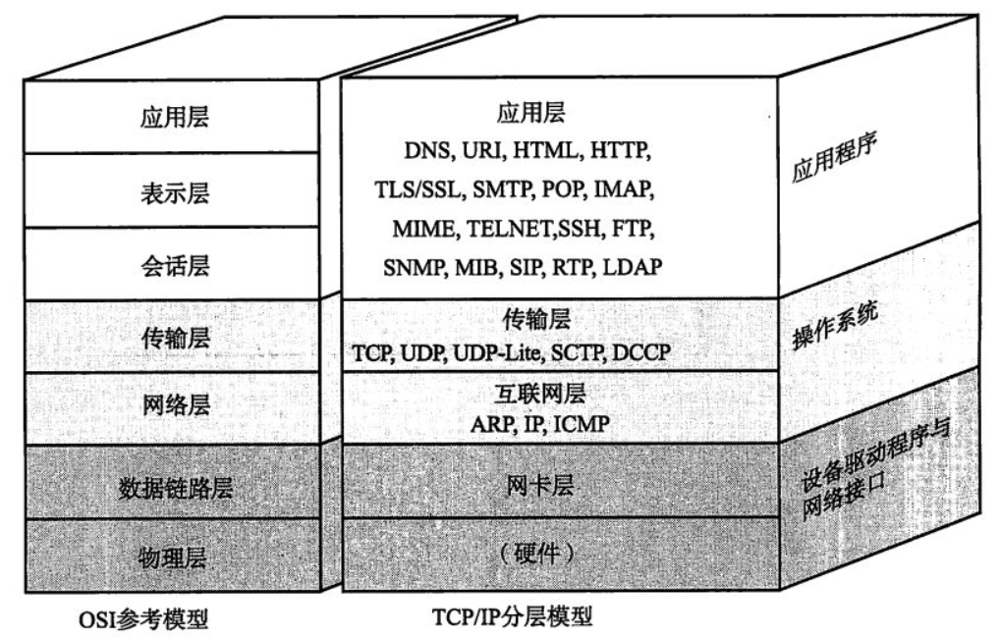 应用层
表示层
会话层
传输层
网络层
数据链路层
物理层
OSI参考模型
应用层
DNS, URI, HTML, HTTP,
TLS/SSL, SMTP, POP, IMAP,
MIME, TELNET,SSH, FTP,
SNMP, MIB, SIP, RTP, LDAP
传输层
TCP, UDP, UDP-Lite, SCTP, DCCP
互联网层
ARP, IP, ICMP
网卡层
（硬件）
TCP/IP分层模型
应用程序
操作系统
设备驱动程序与
网络接口